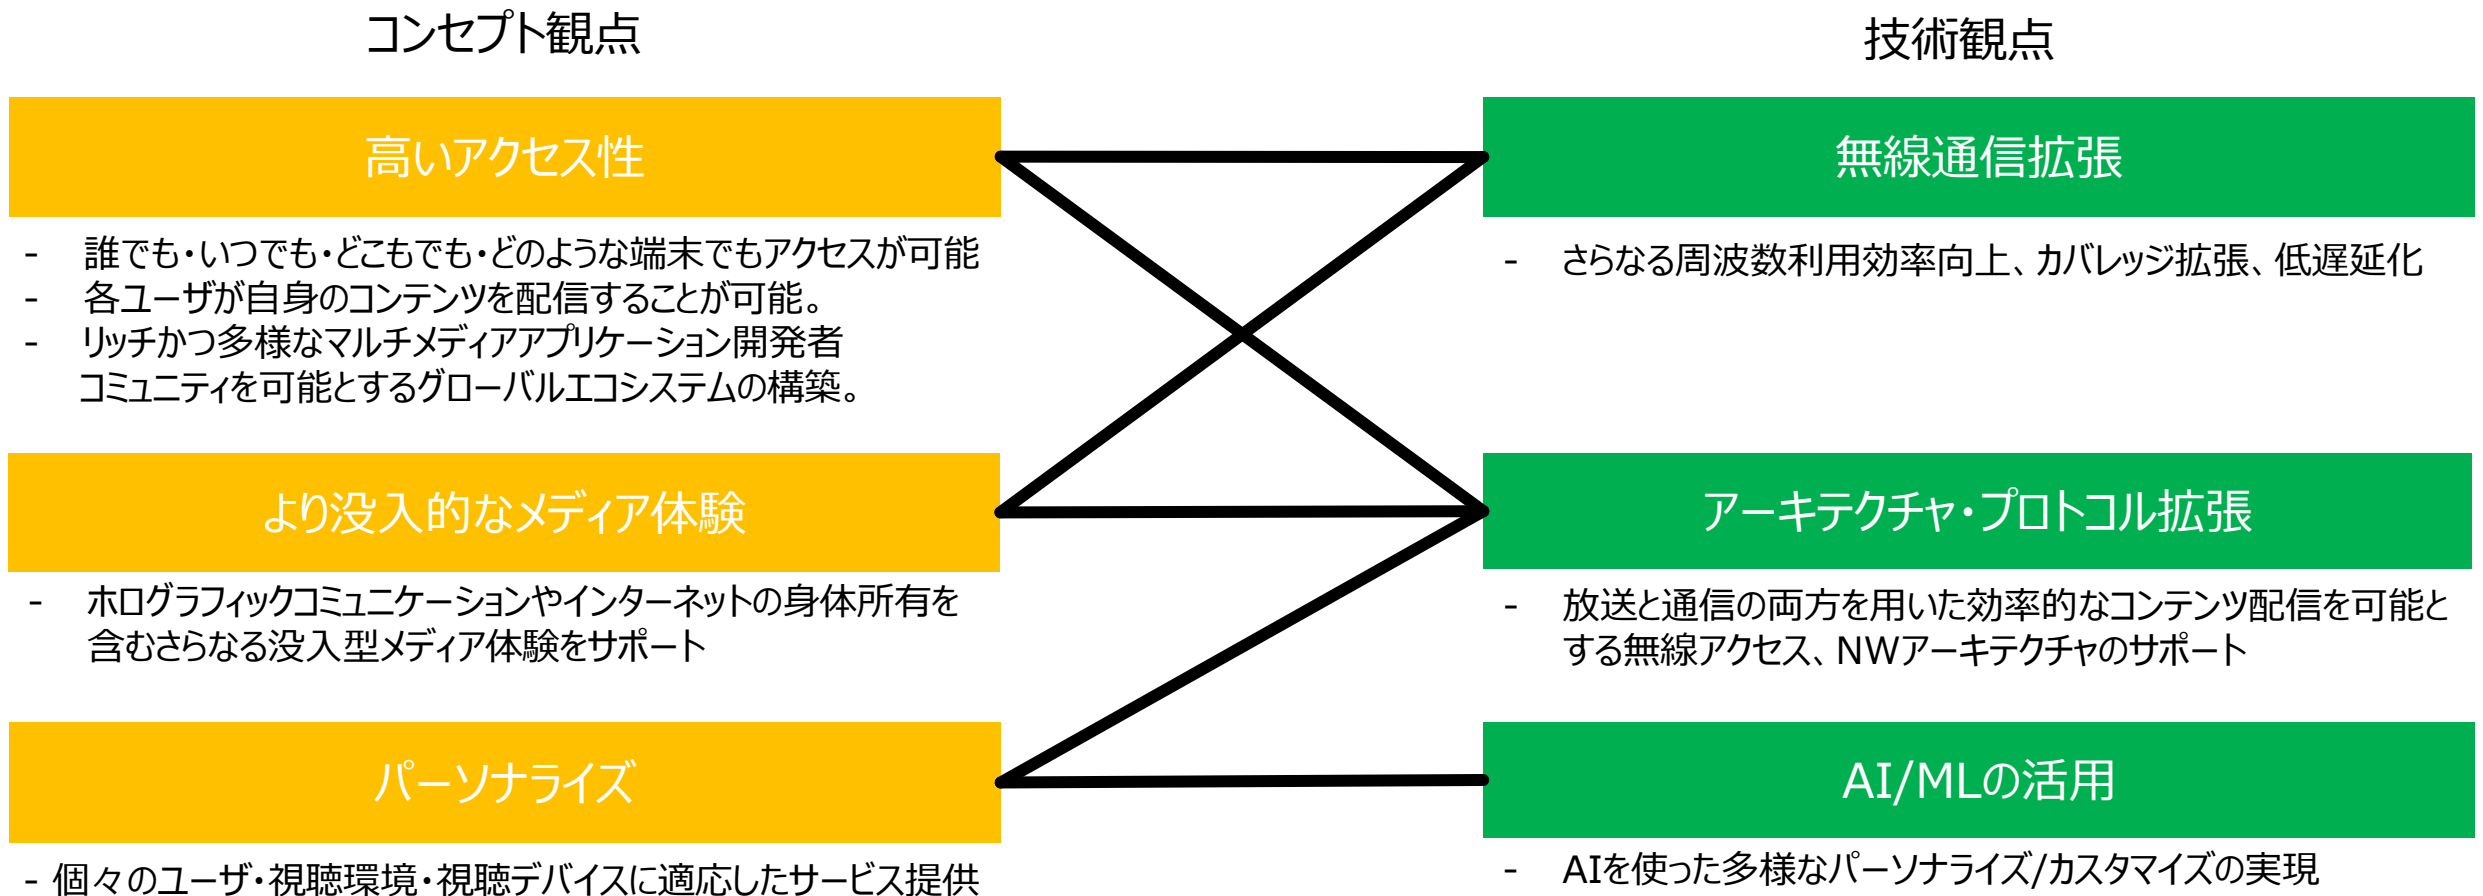 コンセプト観点
技術観点
高いアクセス性
無線通信拡張
- 誰でも・いつでも・どこもでも・どのような端末でもアクセスが可能
- 各ユーザが自身のコンテンツを配信することが可能。
- リッチかつ多様なマルチメディアアプリケーション開発者
コミュニティを可能とするグローバルエコシステムの構築。
- さらなる周波数利用効率向上、カバレッジ拡張、低遅延化
より没入的なメディア体験
アーキテクチャ・プロトコル拡張
- ホログラフィックコミュニケーションやインターネットの身体所有を
含むさらなる没入型メディア体験をサポート
- 放送と通信の両方を用いた効率的なコンテンツ配信を可能と
する無線アクセス、NWアーキテクチャのサポート
パーソナライズ
AI/MLの活用
- 個々のユーザ・視聴環境・視聴デバイスに適応したサービス提供
- AIを使った多様なパーソナライズ/カスタマイズの実現